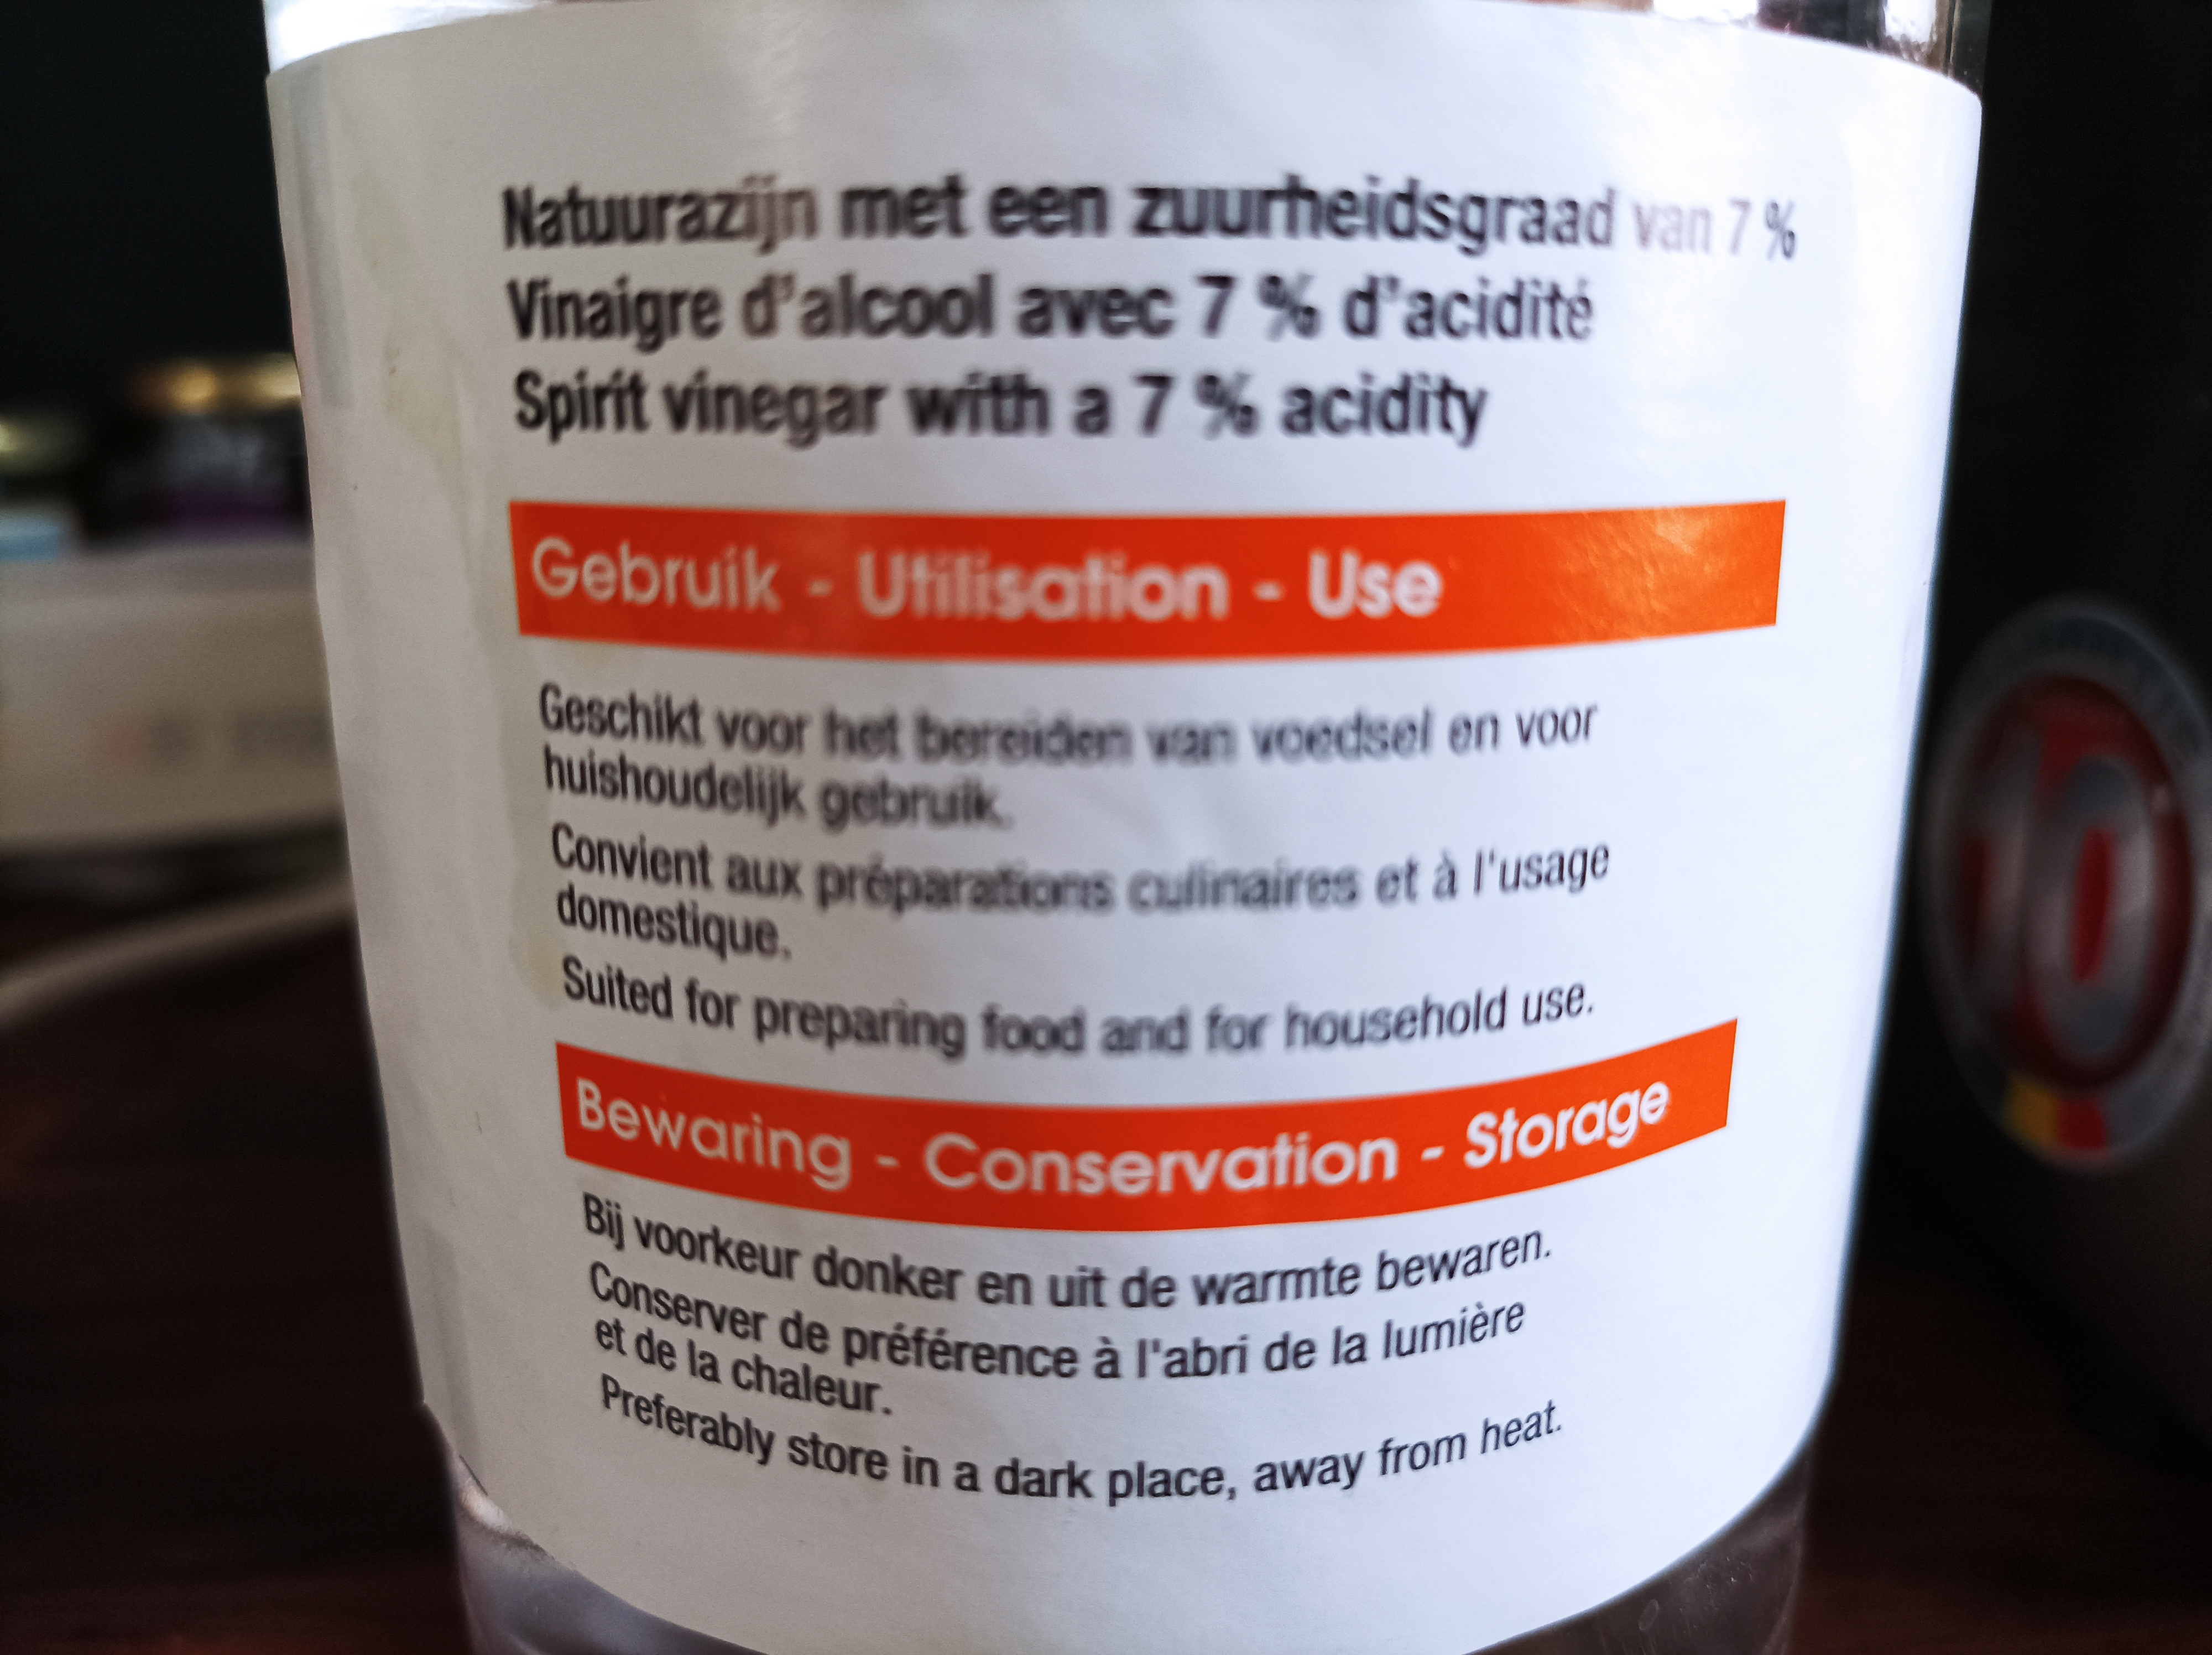 Natuurazijn met een zuurheidsgraad van 7 %
Vinaigre d'alcool avec 7 % d'acidité
Spirit vinegar with a 7 % acidity
Gebruik - Utilisation - Use
Geschikt voor het bereiden van voedsel en voor
huishoudelijk gebruik.
Convient aux préparations culinaires et à l'usage
domestique.
Suited for preparing food and for household use.
Bewaring - Conservation - Storage
Bij voorkeur donker en uit de warmte bewaren.
Conserver de préférence à l'abri de la lumière
et de la chaleur.
Preferably store in a dark place, away from heat.
10